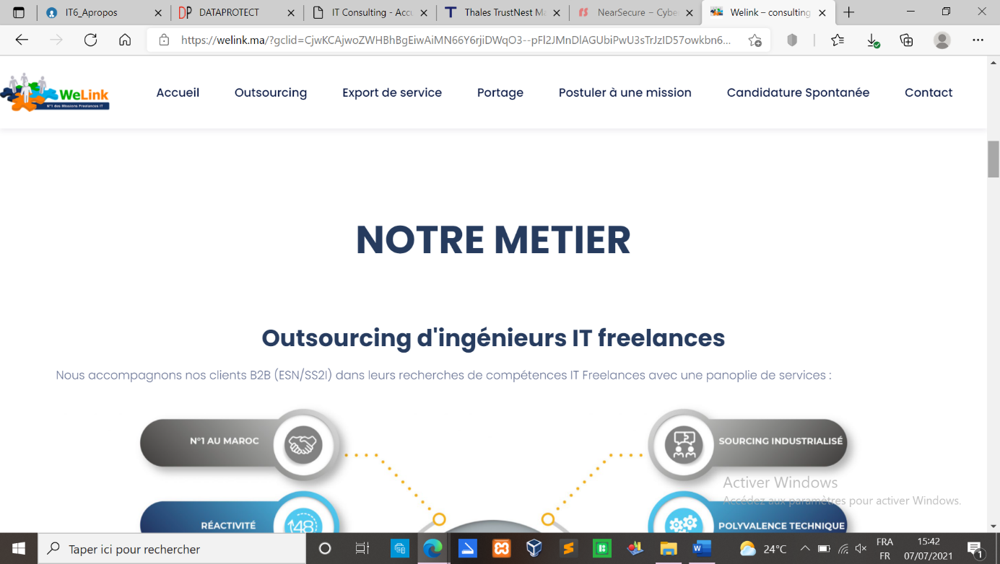 IT6_Apropos
DATAPROTECT
IT Consulting - Acc
Thales TrustNest M
NearSecure – Cybe
Welink – consulting
https://welink.ma/?gclid=
WeLink
N°1 des Missions Freelances IT
Accueil
Outsourcing
Export de service
Portage
Postuler à une mission
Candidature Spontanée
Contact
NOTRE METIER
Outsourcing d'ingénieurs IT freelances
Nous accompagnons nos clients B2B (ESN/SS2I) dans leurs recherches de compétences IT Freelances avec une panoplie de services :
N°1 AU MAROC
SOURCING INDUSTRIALISÉ
Activer Windows
Accédez aux paramètres pour activer Windows.
RÉACTIVITÉ
48
POLYVALENCE TECHNIQUE
Taper ici pour rechercher
24°C
FRA
FR
15:42
07/07/2021
1